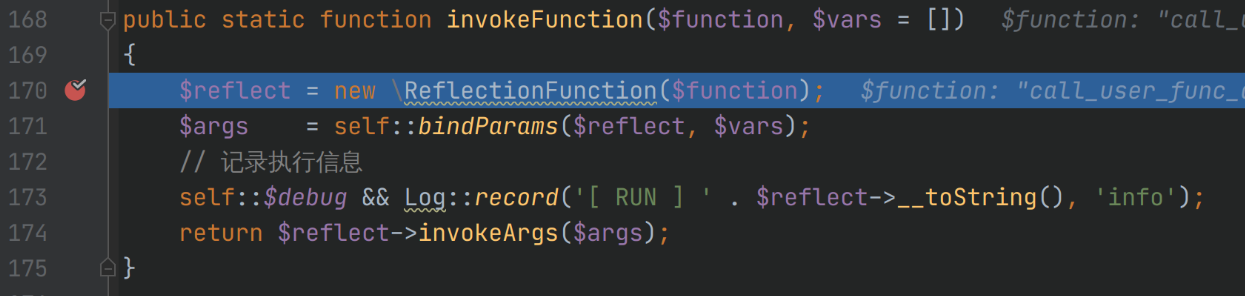 168 public static function invokeFunction($function, $vars = []) $function: "call_u
169 {
170 $reflect = new \ReflectionFunction($function); $function: "call_user_func_a
171 $args = self::bindParams($reflect, $vars);
172 // 记录执行信息
173 self::$debug && Log::record('[ RUN ] ' . $reflect->__toString(), 'info');
174 return $reflect->invokeArgs($args);
175 }